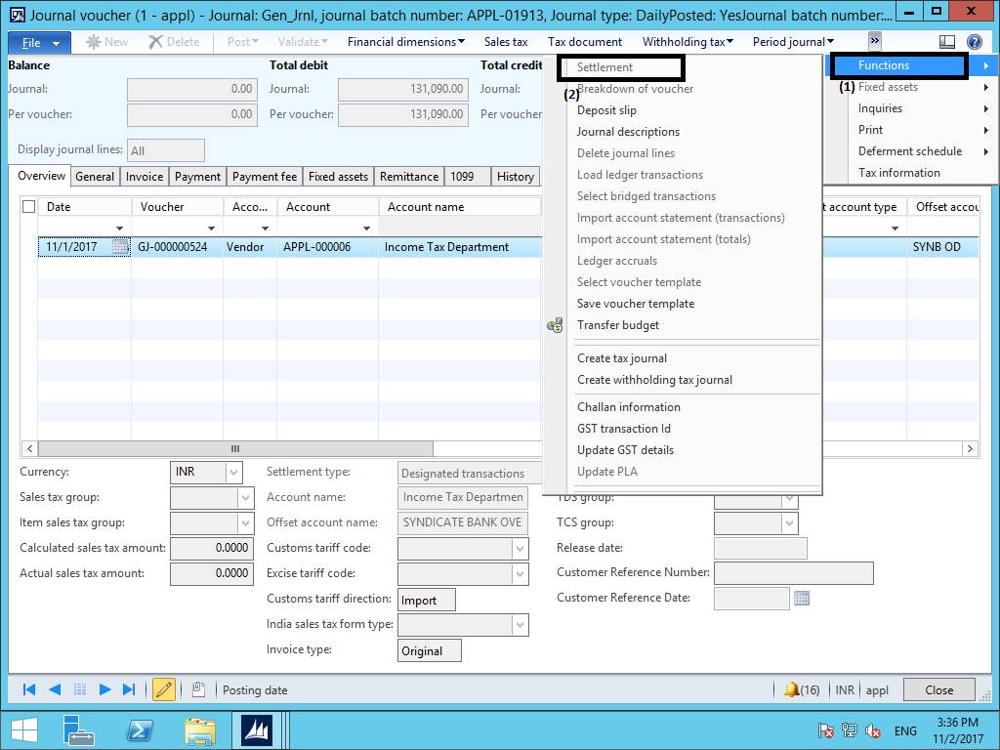 Journal voucher (1 - appl) - Journal: Gen_Jrnl, journal batch number: APPL-01913, Journal type: DailyPosted: YesJournal batch number:...
File New Delete Post Validate Financial dimensions Sales tax Tax document Withholding tax Period journal »
Balance Total debit Total credit
Journal: 0.00 Journal: 131,090.00 Journal:
Per voucher: 0.00 Per voucher: 131,090.00 Per voucher
Display journal lines: All
Functions
(1) Fixed assets
Inquiries
Print
Deferment schedule
Tax information
Settlement
(2) Breakdown of voucher
Deposit slip
Journal descriptions
Delete journal lines
Load ledger transactions
Select bridged transactions
Import account statement (transactions)
Import account statement (totals)
Ledger accruals
Select voucher template
Save voucher template
Transfer budget
Create tax journal
Create withholding tax journal
Challan information
GST transaction Id
Update GST details
Update PLA
Overview General Invoice Payment Payment fee Fixed assets Remittance 1099 History
Date Voucher Acco... Account Account name t account type Offset accou
11/1/2017 GJ-000000524 Vendor APPL-000006 Income Tax Department SYNB OD
Currency: INR Settlement type: Designated transactions
Sales tax group: Account name: Income Tax Departmen TDS group:
Item sales tax group: Offset account name: SYNDICATE BANK OVE TCS group:
Calculated sales tax amount: 0.0000 Customs tariff code: Release date:
Actual sales tax amount: 0.0000 Excise tariff code: Customer Reference Number:
Customs tariff direction: Import Customer Reference Date:
India sales tax form type:
Invoice type: Original
Posting date (16) INR appl Close
ENG 3:36 PM
11/2/2017